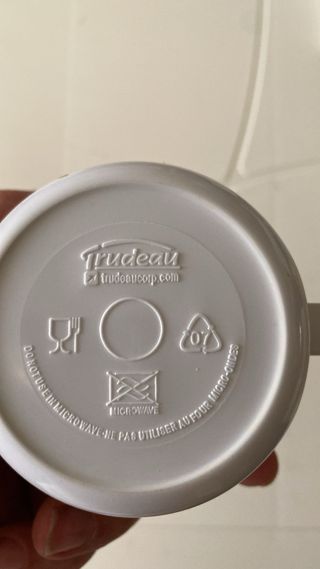 Trudeau
trudeaucorp.com
07
MICROWAVE
DO NOT USE IN MICROWAVE-NE PAS UTILISER AU FOUR MICRO-ONDES